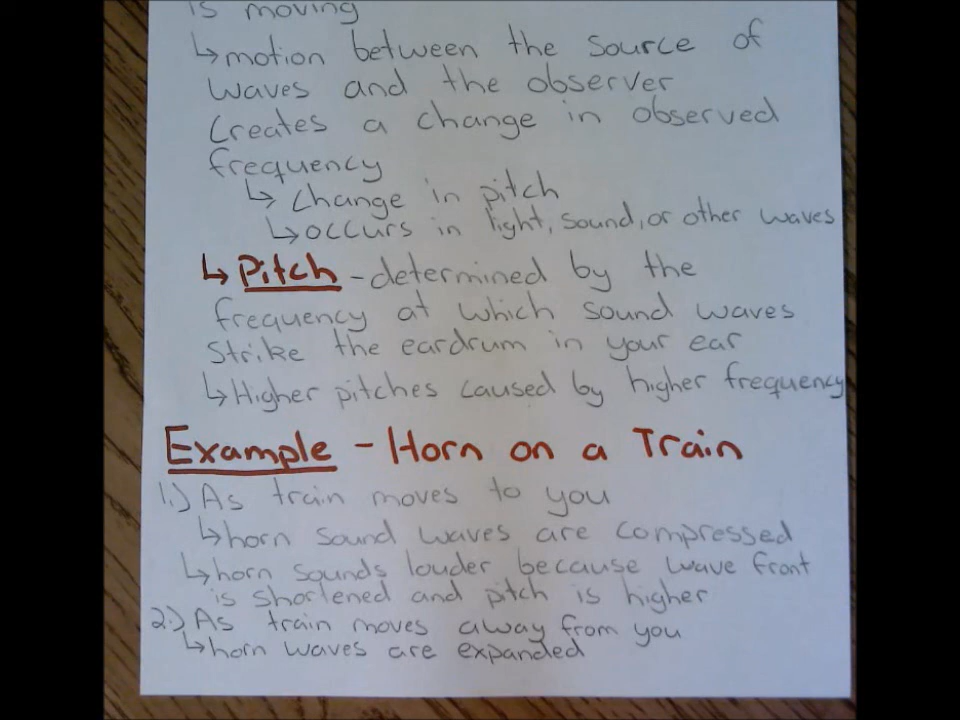 is moving
↳motion between the source of
waves and the observer
creates a change in observed
frequency
↳ change in pitch
↳occurs in light, sound, or other waves
↳Pitch - determined by the
frequency at which sound waves
strike the eardrum in your ear
↳Higher pitches caused by higher frequency
Example - Horn on a Train
1.) As train moves to you
↳horn sound waves are compressed
↳horn sounds louder because wave front
is shortened and pitch is higher
2.) As train moves away from you
↳horn waves are expanded